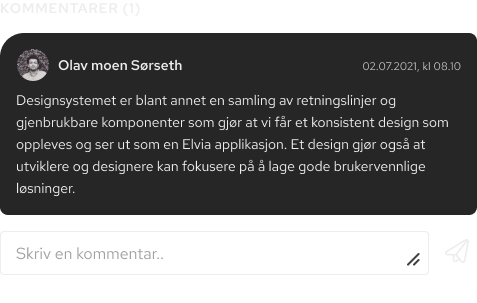 KOMMENTARER (1)
Olav moen Sørseth
02.07.2021, kl 08.10
Designsystemet er blant annet en samling av retningslinjer og
gjenbrukbare komponenter som gjør at vi får et konsistent design som
oppleves og ser ut som en Elvia applikasjon. Et design gjør også at
utviklere og designere kan fokusere på å lage gode brukervennlige
løsninger.
Skriv en kommentar..